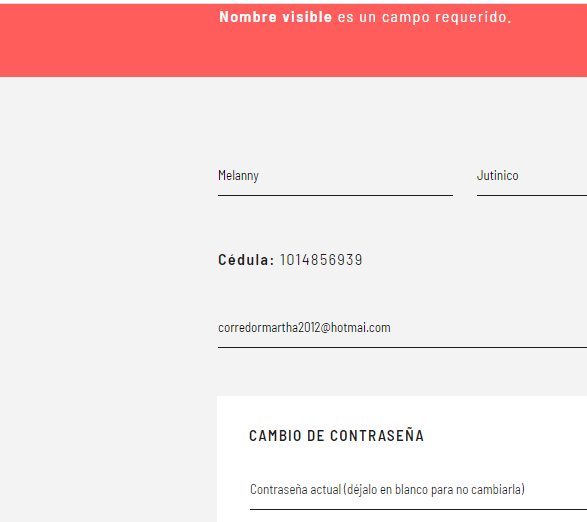 Nombre visible es un campo requerido.
Melanny Jutinico
Cédula: 1014856939
corredormartha2012@hotmai.com
CAMBIO DE CONTRASEÑA
Contraseña actual (déjalo en blanco para no cambiarla)